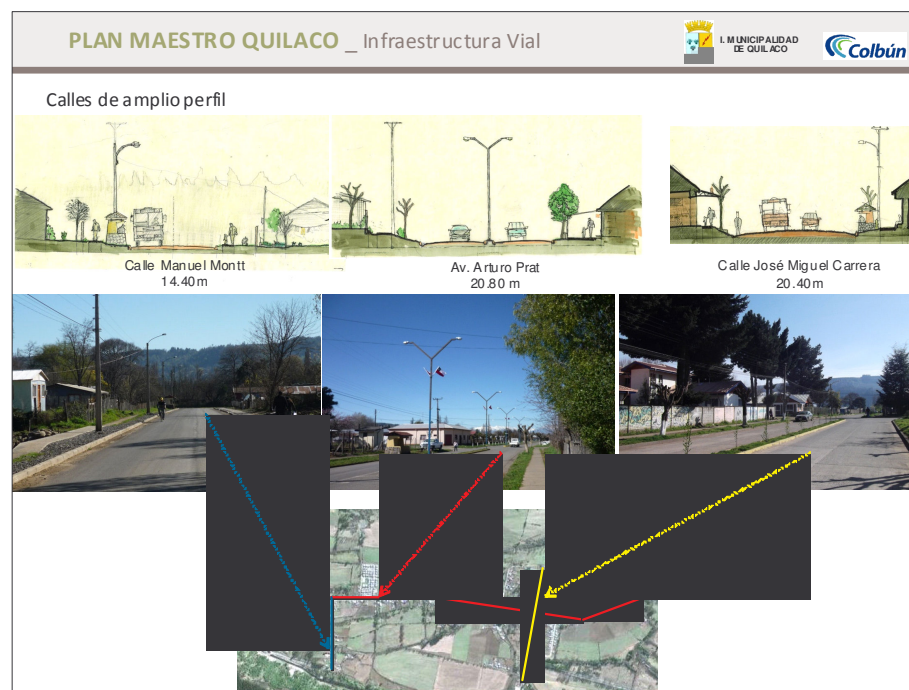 PLAN MAESTRO QUILACO _ Infraestructura Vial
I. MUNICIPALIDAD
DE QUILACO
Colbún
Calles de amplio perfil
Calle Manuel Montt
14.40m
Av. Arturo Prat
20.80 m
Calle José Miguel Carrera
20.40m